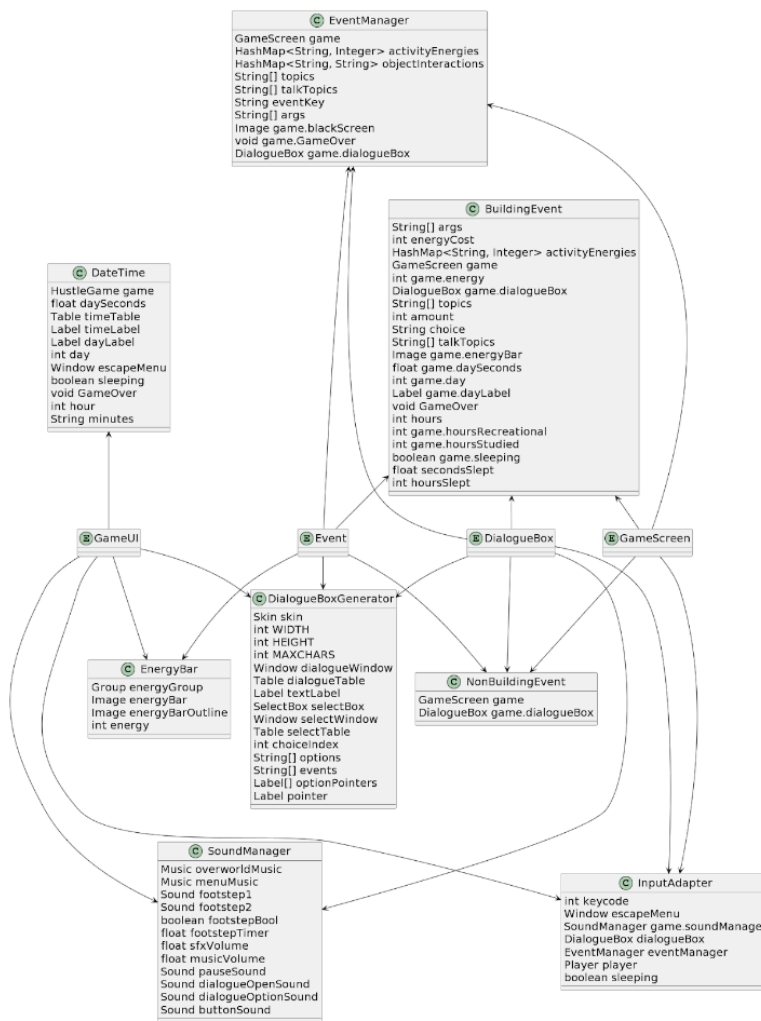 C EventManager
GameScreen game
HashMap<String, Integer> activityEnergies
HashMap<String, String> objectInteractions
String[] topics
String[] talkTopics
String eventKey
String[] args
Image game.blackScreen
void game.GameOver
DialogueBox game.dialogueBox
C BuildingEvent
String[] args
int energyCost
HashMap<String, Integer> activityEnergies
GameScreen game
int game.energy
DialogueBox game.dialogueBox
String[] topics
int amount
String choice
String[] talkTopics
Image game.energyBar
float game.daySeconds
int game.day
Label game.dayLabel
void GameOver
int hours
int game.hoursRecreational
int game.hoursStudied
boolean game.sleeping
float secondsSlept
int hoursSlept
C DateTime
HustleGame game
float daySeconds
Table timeTable
Label timeLabel
Label dayLabel
int day
Window escapeMenu
boolean sleeping
void GameOver
int hour
String minutes
E GameUI
E Event
E DialogueBox
E GameScreen
C DialogueBoxGenerator
Skin skin
int WIDTH
int HEIGHT
int MAXCHARS
Window dialogueWindow
Table dialogueTable
Label textLabel
SelectBox selectBox
Window selectWindow
Table selectTable
int choiceIndex
String[] options
String[] events
Label[] optionPointers
Label pointer
C EnergyBar
Group energyGroup
Image energyBar
Image energyBarOutline
int energy
C NonBuildingEvent
GameScreen game
DialogueBox game.dialogueBox
C SoundManager
Music overworldMusic
Music menuMusic
Sound footstep1
Sound footstep2
boolean footstepBool
float footstepTimer
float sfxVolume
float musicVolume
Sound pauseSound
Sound dialogueOpenSound
Sound dialogueOptionSound
Sound buttonSound
C InputAdapter
int keycode
Window escapeMenu
SoundManager game.soundManage
DialogueBox dialogueBox
EventManager eventManager
Player player
boolean sleeping